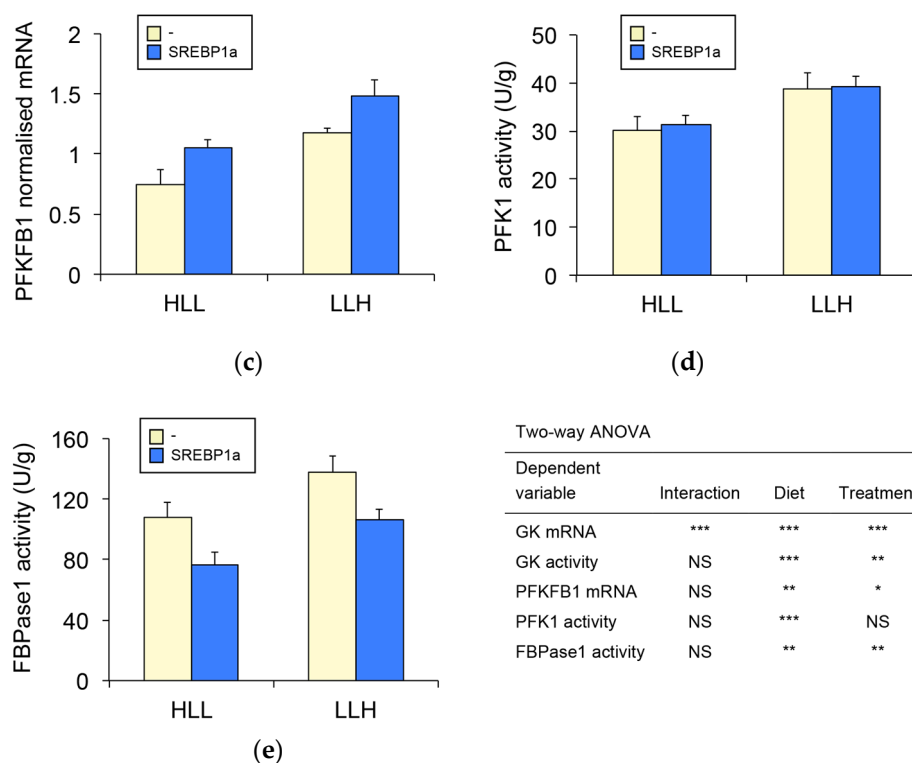 PFKFB1 normalised mRNA
2
1.5
1
0.5
0
-
SREBP1a
HLL
LLH
(c)
PFK1 activity (U/g)
50
40
30
20
10
0
-
SREBP1a
HLL
LLH
(d)
FBPase1 activity (U/g)
160
120
80
40
0
-
SREBP1a
HLL
LLH
(e)
Two-way ANOVA
Dependent
variable Interaction Diet Treatmen
GK mRNA *** *** ***
GK activity NS *** **
PFKFB1 mRNA NS ** *
PFK1 activity NS *** NS
FBPase1 activity NS ** **